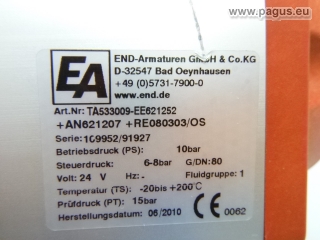 © www.pagus.eu
EA
END-Armaturen GmbH & Co.KG
D-32547 Bad Oeynhausen
+49 (0)5731-7900-0
www.end.de
Art.Nr: TA533009-EE621252
+AN621207 +RE080303/OS
Serie: 109952/91927
Betriebsdruck (PS): 10bar
Steuerdruck: 6-8bar G/DN: 80
Volt: 24 V / -- Fluidgruppe: 1
Temperatur (TS): -20bis +200°C
Prüfdruck (PT): 15bar
Herstellungsdatum: 06/2010 CE 0062